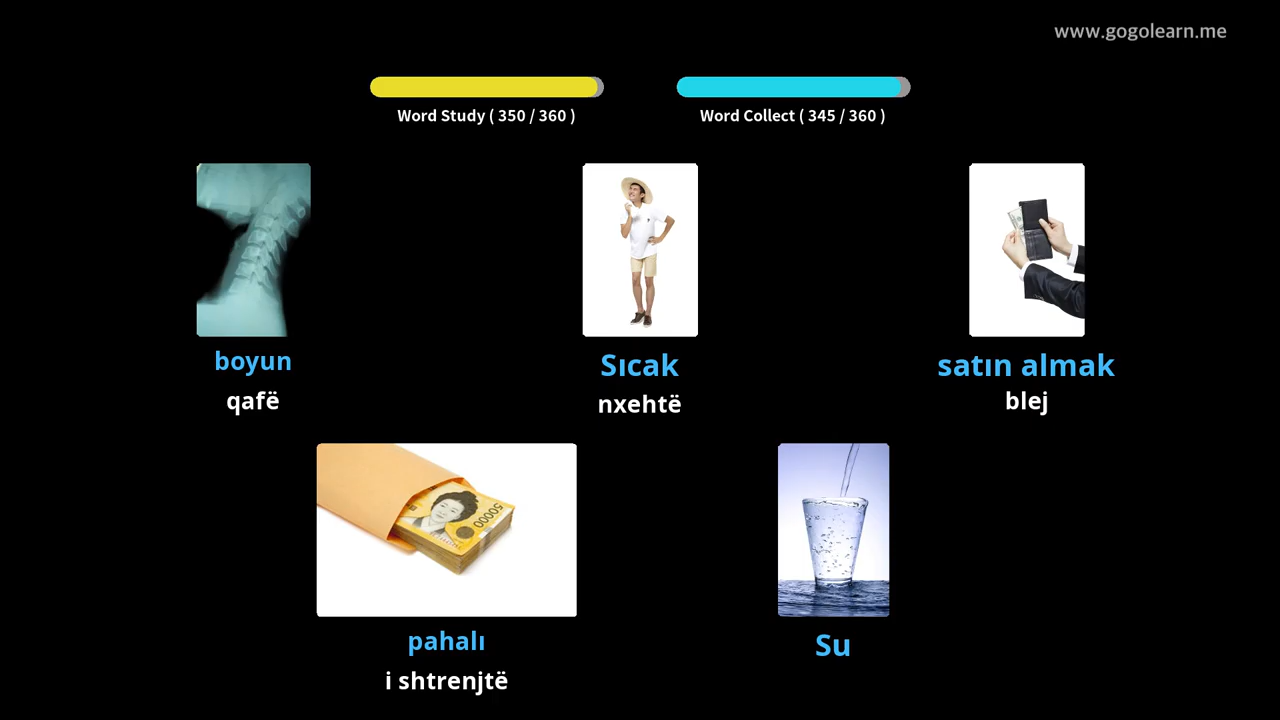 www.gogolearn.me
Word Study ( 350 / 360 )
Word Collect ( 345 / 360 )
boyun
qafë
Sıcak
nxehtë
satın almak
blej
50000
pahalı
i shtrenjtë
Su